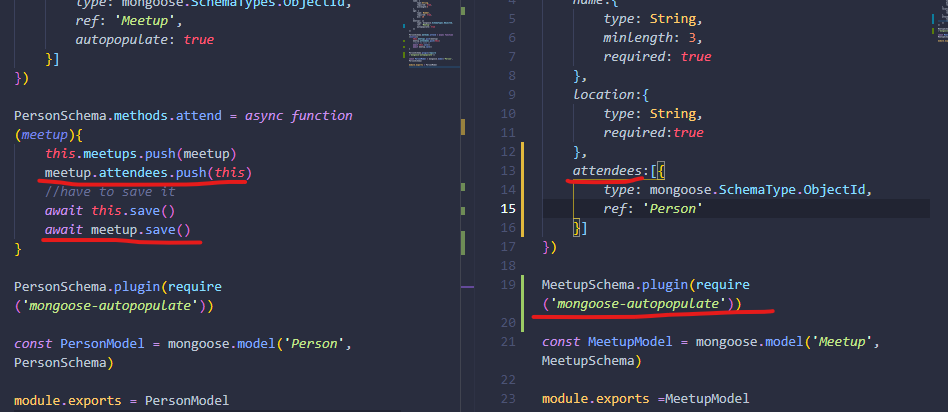 type: mongoose.SchemaTypes.ObjectId,
ref: 'Meetup',
autopopulate: true
}]
})
PersonSchema.methods.attend = async function
(meetup){
this.meetups.push(meetup)
meetup.attendees.push(this)
//have to save it
await this.save()
await meetup.save()
}
PersonSchema.plugin(require
('mongoose-autopopulate'))
const PersonModel = mongoose.model('Person',
PersonSchema)
module.exports = PersonModel
4 name:{
5 type: String,
6 minlength: 3,
7 required: true
8 },
9 location:{
10 type: String,
11 required:true
12 },
13 attendees:[{
14 type: mongoose.SchemaType.ObjectId,
15 ref: 'Person'
16 }]
17 })
18
19 MeetupSchema.plugin(require
('mongoose-autopopulate'))
20
21 const MeetupModel = mongoose.model('Meetup',
MeetupSchema)
22
23 module.exports =MeetupModel